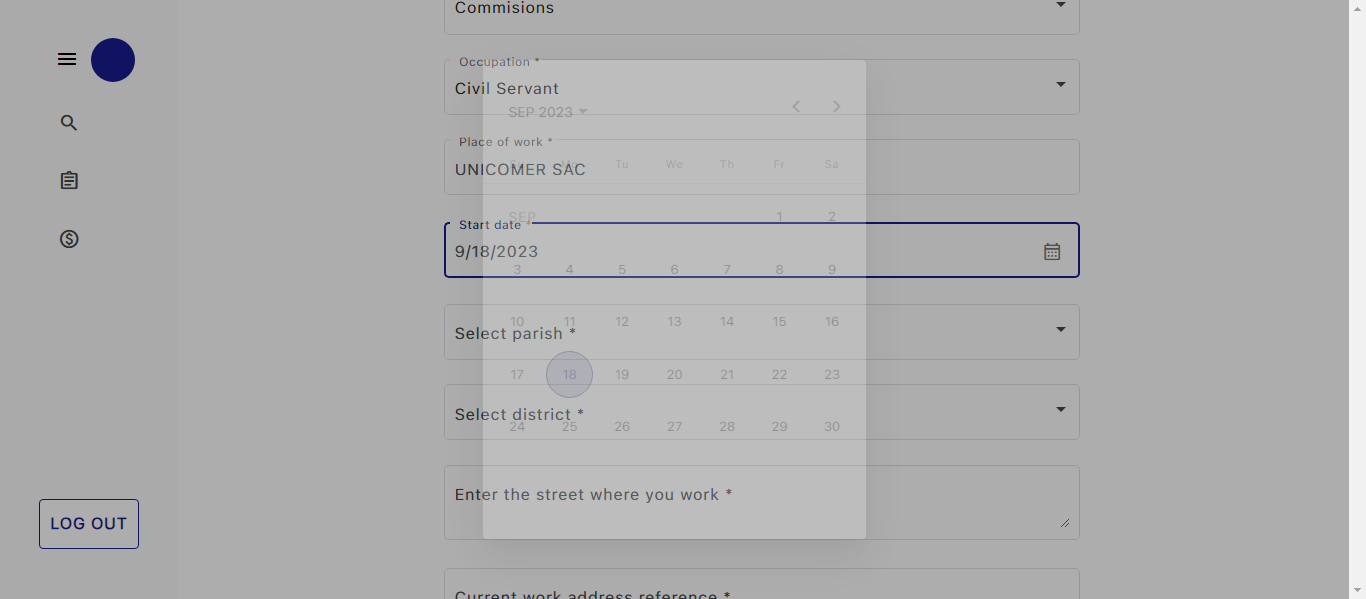 Commisions
Occupation *
Civil Servant
SEP 2023
Place of work *
Su Mo Tu We Th Fr Sa
UNICOMER SAC
SEP 1 2
Start date *
9/18/2023
3 4 5 6 7 8 9
10 11 12 13 14 15 16
Select parish *
17 18 19 20 21 22 23
Select district *
24 25 26 27 28 29 30
Enter the street where you work *
LOG OUT
Current work address reference *